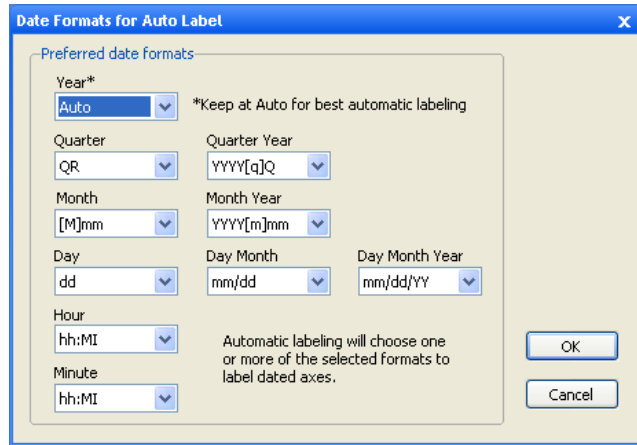 Date Formats for Auto Label
Preferred date formats
Year*
Auto
*Keep at Auto for best automatic labeling
Quarter
Quarter Year
QR
YYYY[q]Q
Month
Month Year
[M]mm
YYYY[m]mm
Day
Day Month
Day Month Year
dd
mm/dd
mm/dd/YY
Hour
hh:MI
Automatic labeling will choose one
or more of the selected formats to
label dated axes.
Minute
hh:MI
OK
Cancel